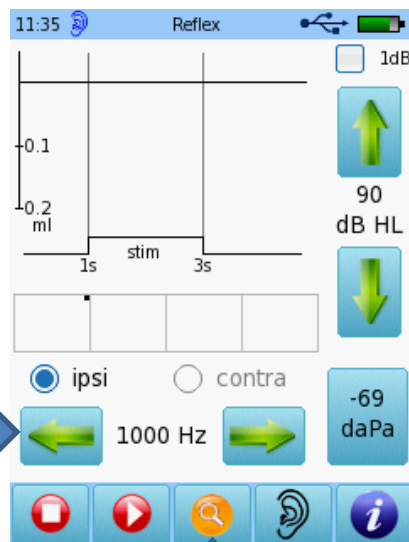 11:35 Reflex
1dB
0.1
0.2
ml
90
dB HL
stim
1s 3s
ipsi contra
-69
daPa
1000 Hz
i